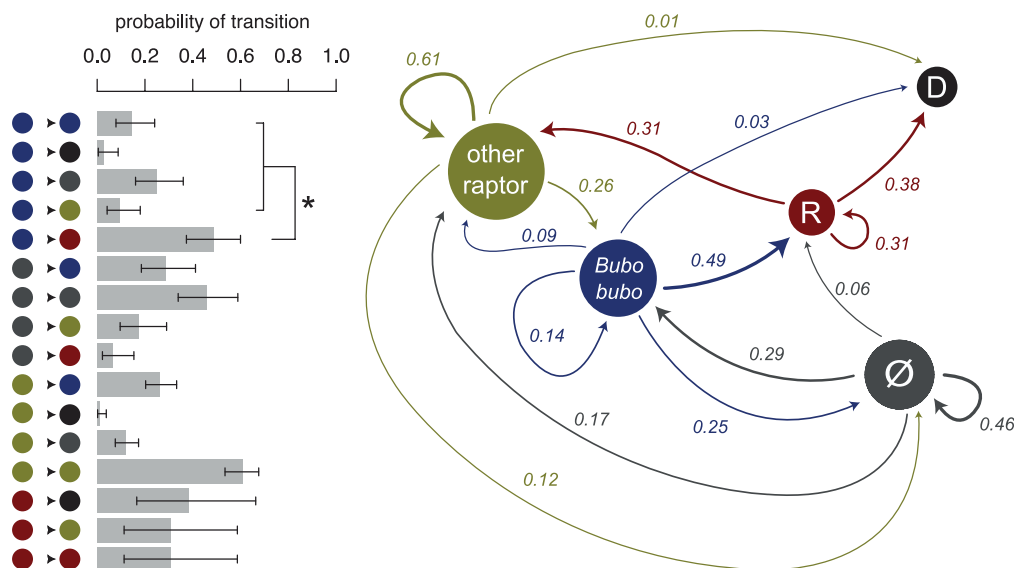 probability of transition
0.0 0.2 0.4 0.6 0.8 1.0
*
0.01
0.61
D
0.03
other
raptor
0.31
0.38
0.26
R
0.31
0.09
Bubo
bubo
0.49
0.06
0.14
0.29
Ø
0.46
0.17
0.25
0.12